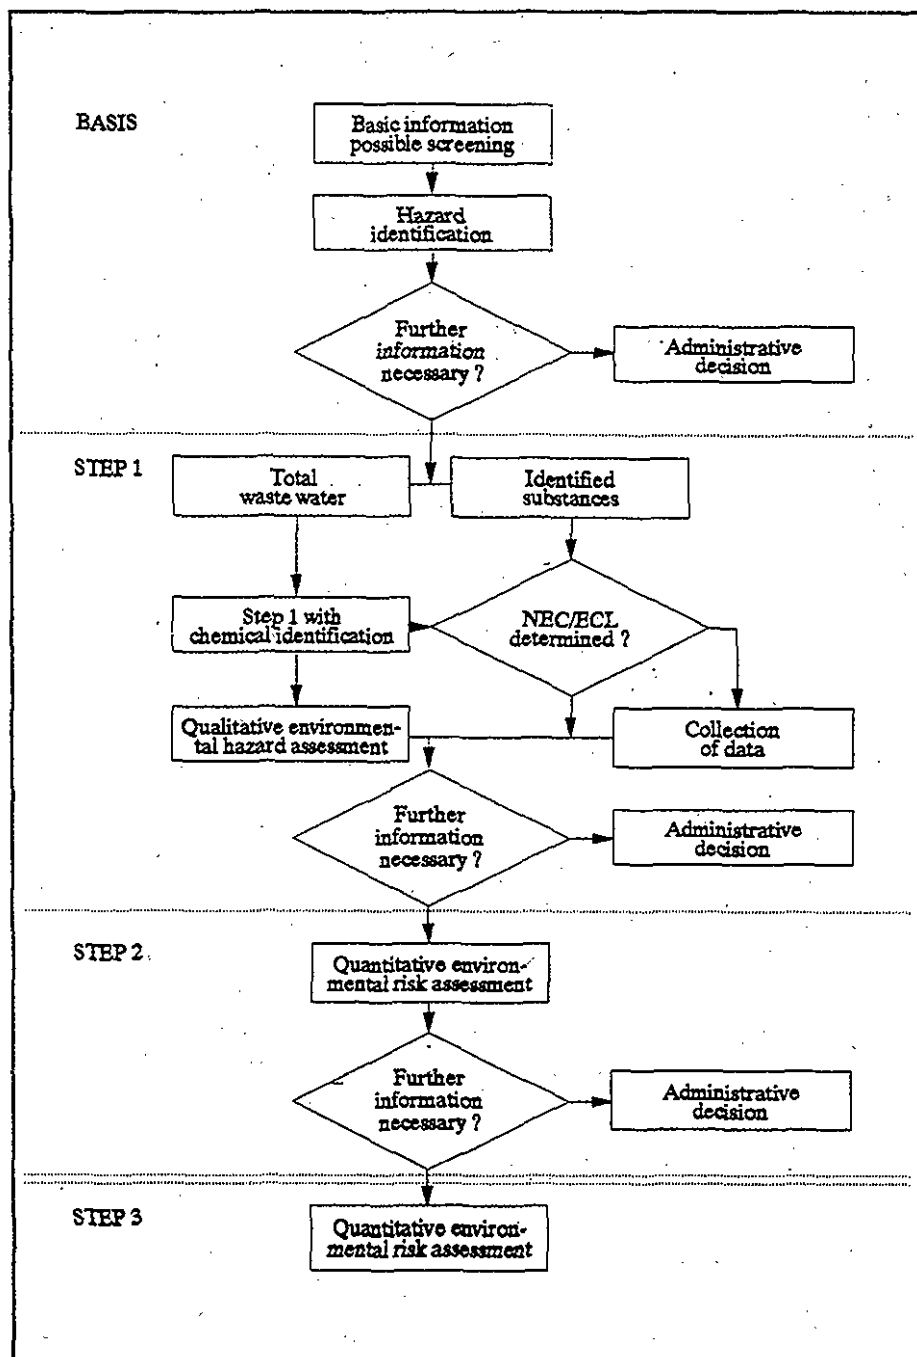 BASIS
Basic information
possible screening
Hazard
identification
Further
information
necessary ?
Administrative
decision
STEP 1
Total
waste water
Identified
substances
Step 1 with
chemical identification
NEC/ECL
determined ?
Qualitative environmen-
tal hazard assessment
Collection
of data
Further
information
necessary ?
Administrative
decision
STEP 2
Quantitative environ-
mental risk assessment
Further
information
necessary ?
Administrative
decision
STEP 3
Quantitative environ-
mental risk assessment